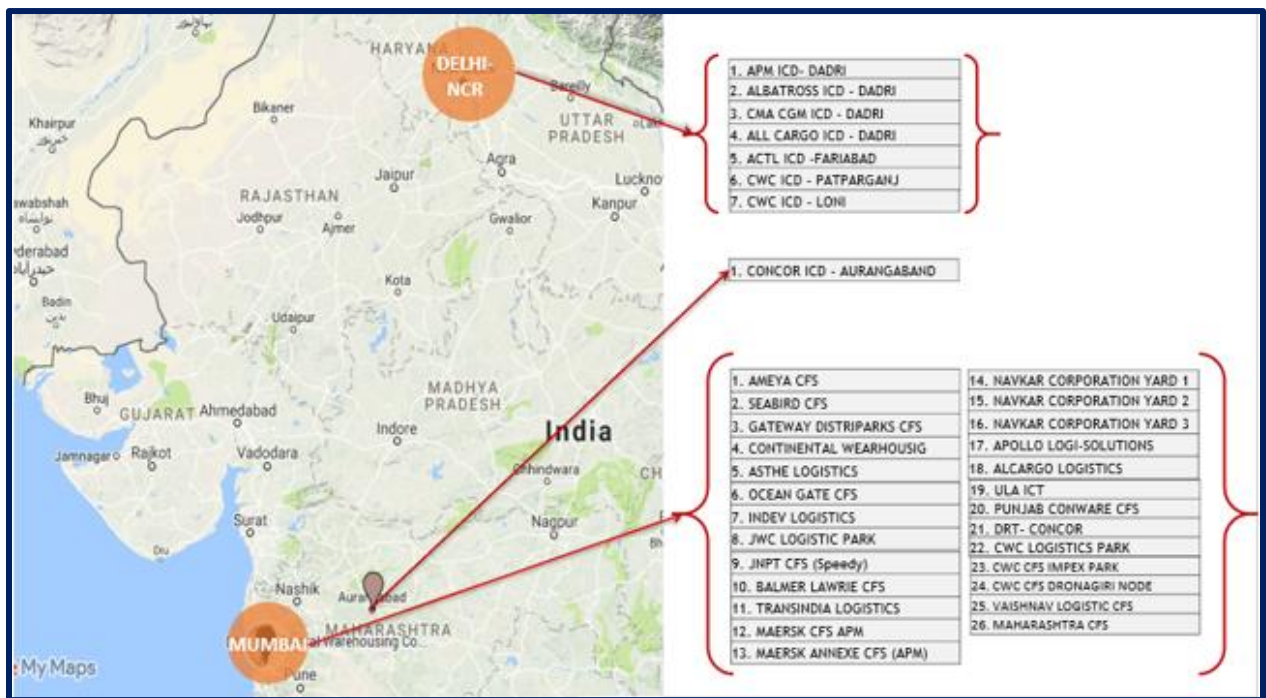 HARYANA
DELHI-
NCR
Bareilly
UTTAR
PRADESH
Bikaner
Khairpur
خیرپور
Agra
Jaipur
Lucknow
Kanpur
RAJASTHAN
Jodhpur
Ajmer
Gwalior
awabshah
yderabad
حیدرآباد
Kota
Badin
بدین
Udaipur
Bhuj
GUJARAT
Ahmedabad
MADHYA
PRADESH
Indore
India
Jamnagar
Rajkot
Vadodara
Chhindwara
CH
Surat
Nagpur
Diu
Nashik
Aurangabad
MAHARASHTRA
MUMBAI
al Warehousing Co...
Pune
My Maps
1. APM ICD- DADRI
2. ALBATROSS ICD - DADRI
3. CMA CGM ICD - DADRI
4. ALL CARGO ICD - DADRI
5. ACTL ICD -FARIABAD
6. CWC ICD - PATPARGANJ
7. CWC ICD - LONI
1. CONCOR ICD - AURANGABAND
1. AMEYA CFS
2. SEABIRD CFS
3. GATEWAY DISTRIPARKS CFS
4. CONTINENTAL WEARHOUSIG
5. ASTHE LOGISTICS
6. OCEAN GATE CFS
7. INDEV LOGISTICS
8. JWC LOGISTIC PARK
9. JNPT CFS (Speedy)
10. BALMER LAWRIE CFS
11. TRANSINDIA LOGISTICS
12. MAERSK CFS APM
13. MAERSK ANNEXE CFS (APM)
14. NAVKAR CORPORATION YARD 1
15. NAVKAR CORPORATION YARD 2
16. NAVKAR CORPORATION YARD 3
17. APOLLO LOGI-SOLUTIONS
18. ALCARGO LOGISTICS
19. ULA ICT
20. PUNJAB CONWARE CFS
21. DRT- CONCOR
22. CWC LOGISTICS PARK
23. CWC CFS IMPEX PARK
24. CWC CFS DRONAGIRI NODE
25. VAISHNAV LOGISTIC CFS
26. MAHARASHTRA CFS